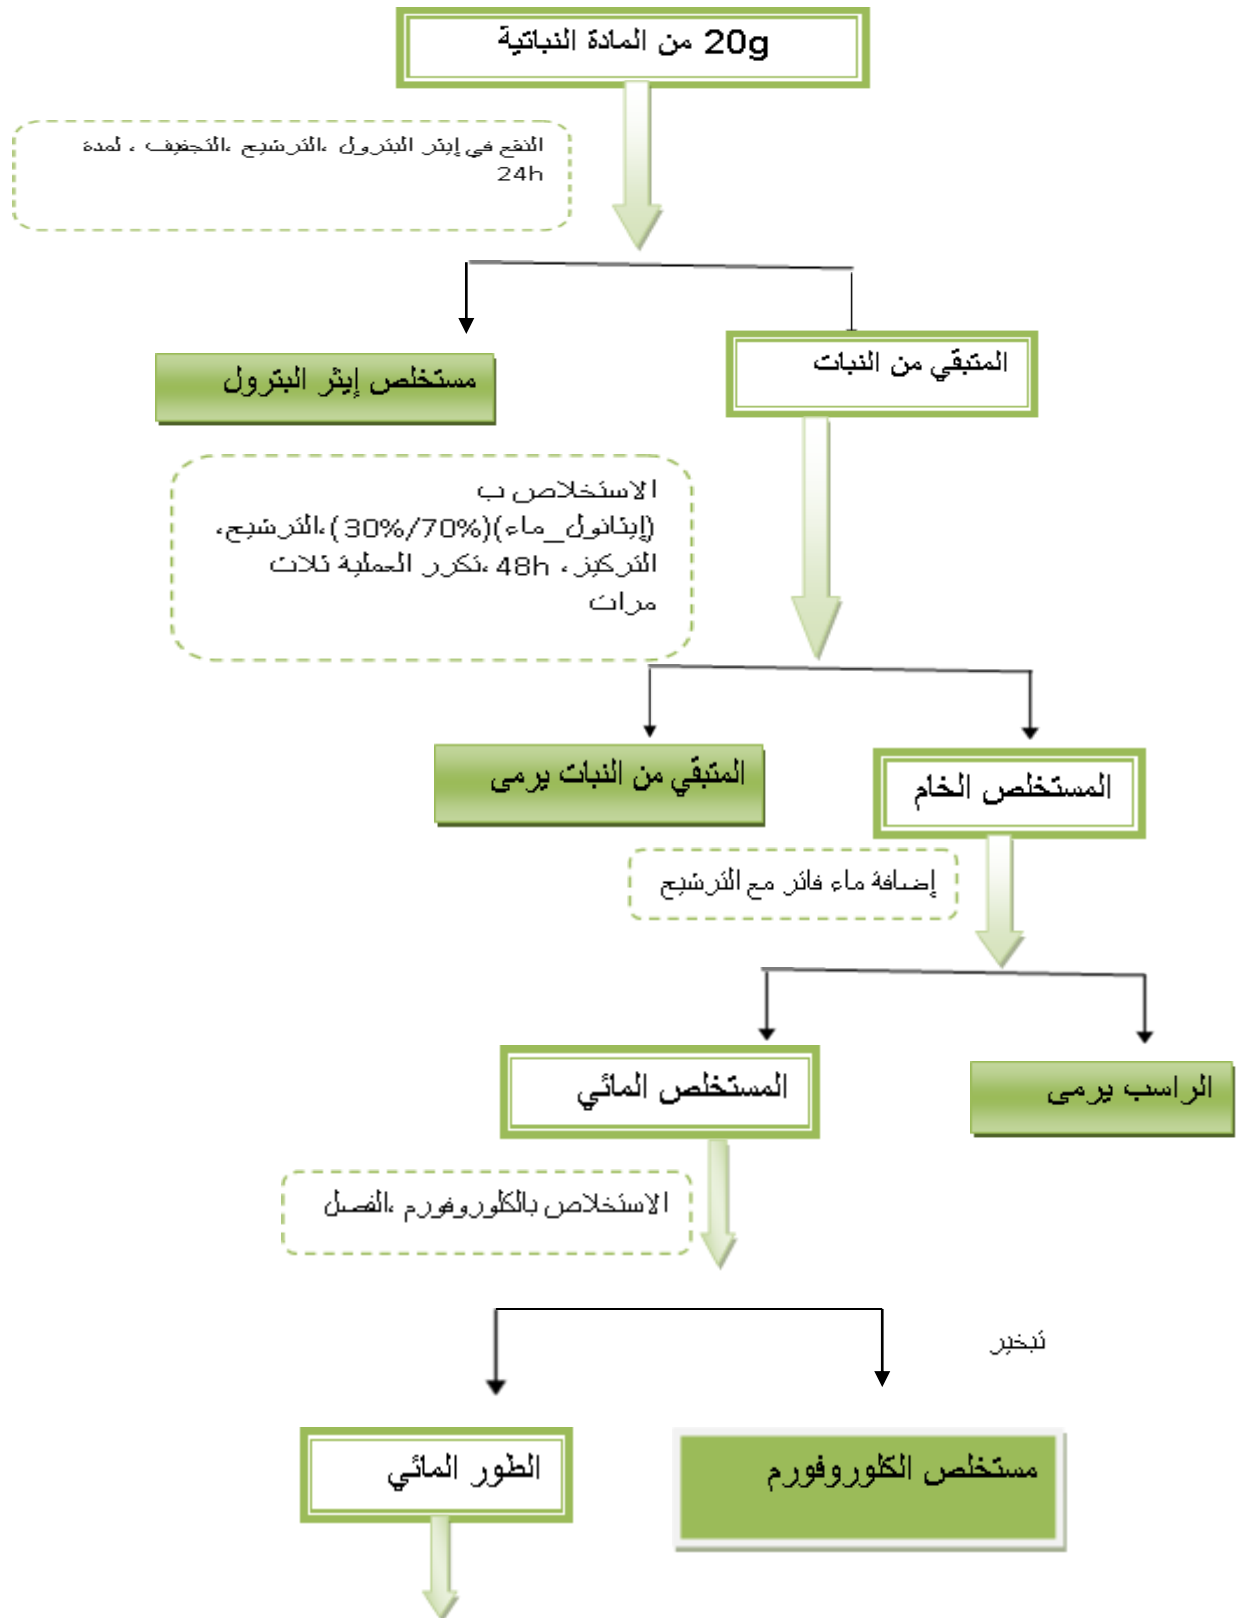 20g من المادة النباتية
النقع في إيثر البترول ،الترشيح ،التجفيف ، لمدة
24h
مستخلص إيثر البترول
المتبقي من النبات
الاستخلاص ب
(إيثانول_ماء)(70%/30%)،الترشيح،
التركيز، 48h ،تكرر العملية ثلاث
مرات
المتبقي من النبات يرمى
المستخلص الخام
إضافة ماء فاتر مع الترشيح
المستخلص المائي
الراسب يرمى
الاستخلاص بالكلوروفورم ،الفصل
تبخير
الطور المائي
مستخلص الكلوروفورم